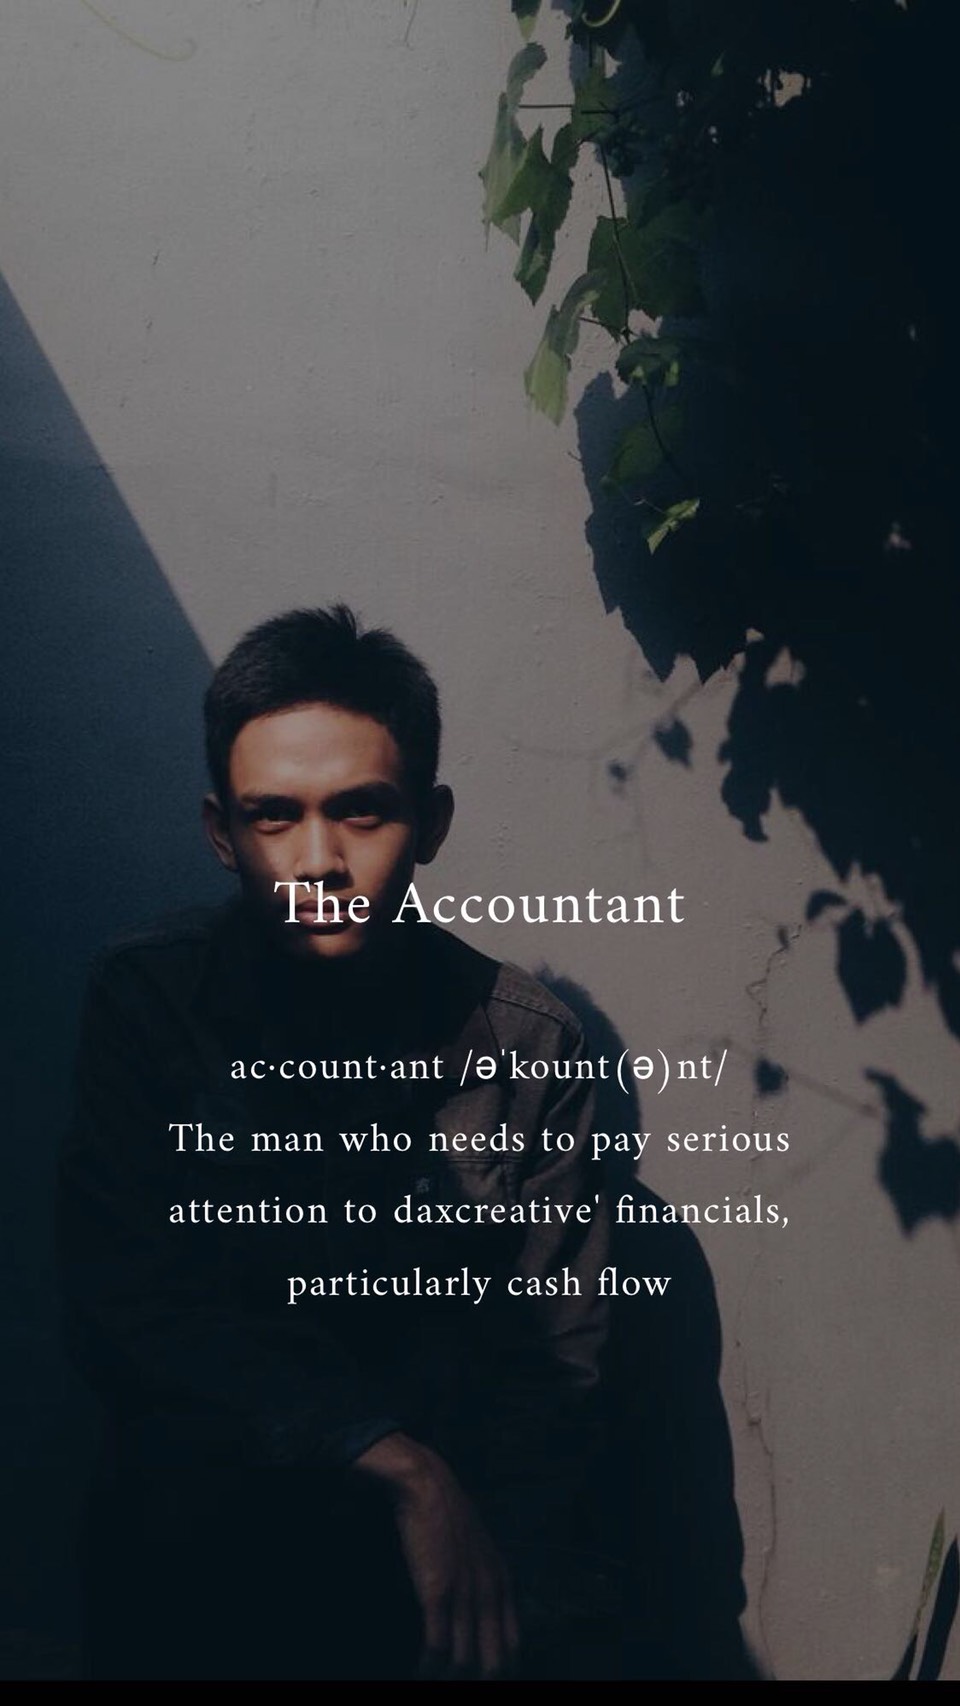 The Accountant
ac·count·ant /əˈkount(ə)nt/
The man who needs to pay serious
attention to daxcreative' financials,
particularly cash flow